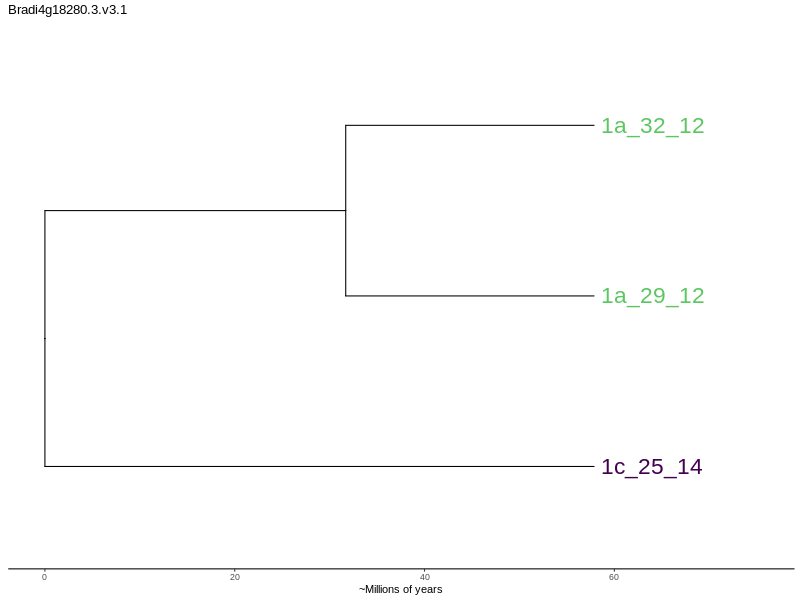 Bradi4g18280.3.v3.1
1a_32_12
1a_29_12
1c_25_14
0 20 40 60
~Millions of years